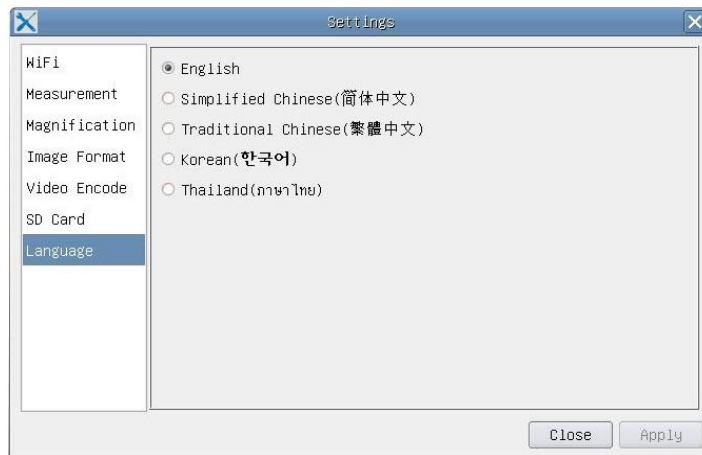 Settings
WiFi
Measurement
Magnification
Image Format
Video Encode
SD Card
Language
English
Simplified Chinese(简体中文)
Traditional Chinese(繁體中文)
Korean(한국어)
Thailand(ภาษาไทย)
Close
Apply